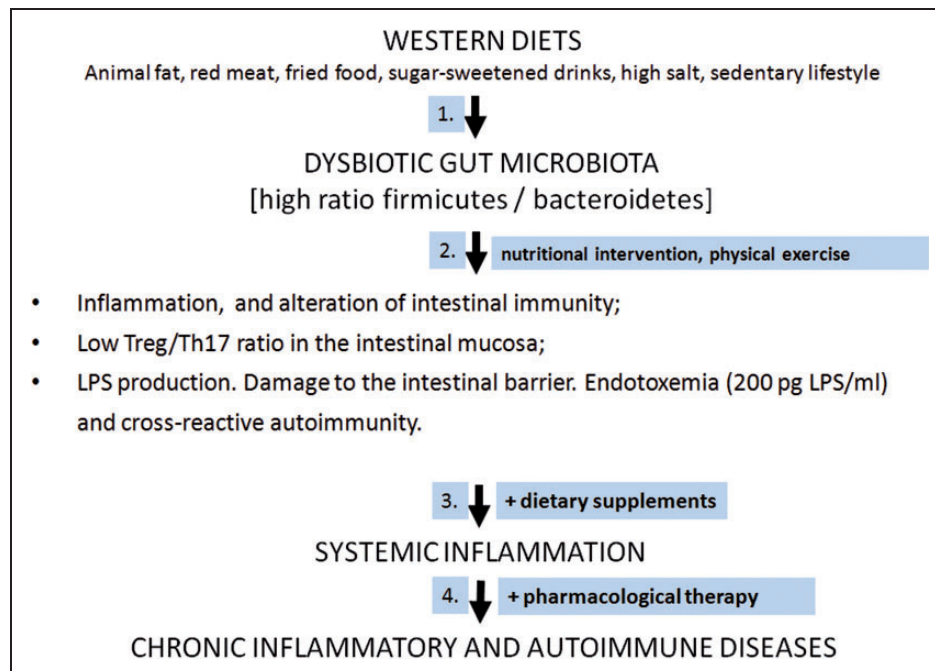 WESTERN DIETS
Animal fat, red meat, fried food, sugar-sweetened drinks, high salt, sedentary lifestyle
1.
DYSBIOTIC GUT MICROBIOTA
[high ratio firmicutes / bacteroidetes]
2. nutritional intervention, physical exercise
• Inflammation, and alteration of intestinal immunity;
• Low Treg/Th17 ratio in the intestinal mucosa;
• LPS production. Damage to the intestinal barrier. Endotoxemia (200 pg LPS/ml)
and cross-reactive autoimmunity.
3. + dietary supplements
SYSTEMIC INFLAMMATION
4. + pharmacological therapy
CHRONIC INFLAMMATORY AND AUTOIMMUNE DISEASES